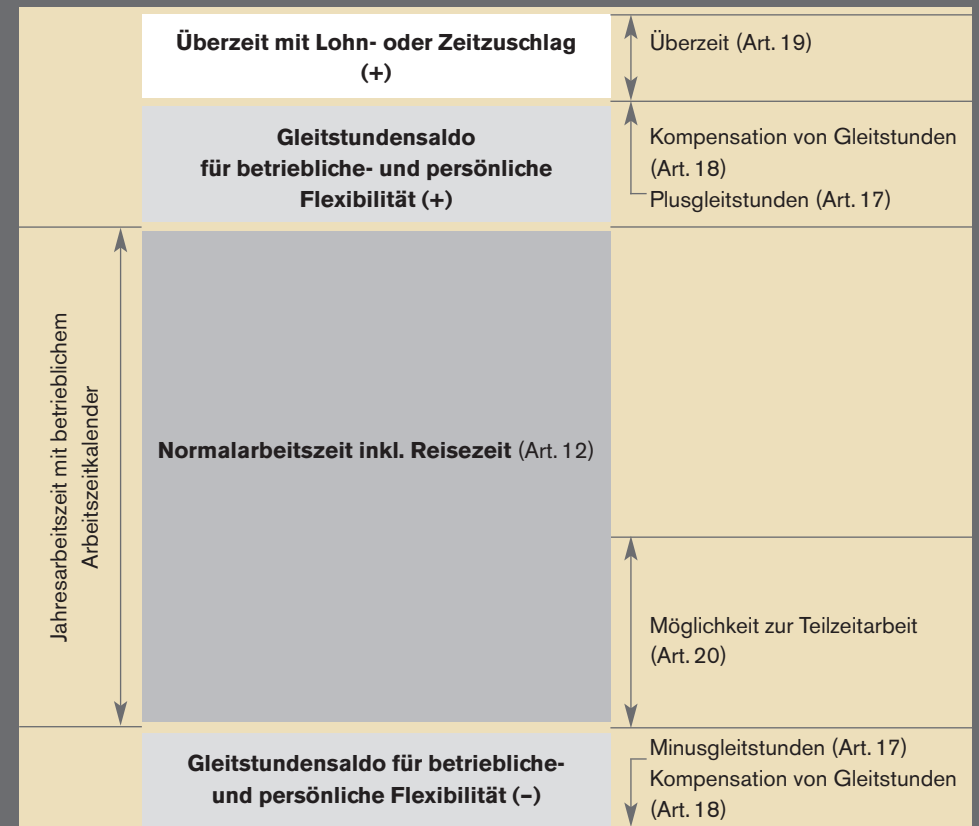 Überzeit mit Lohn- oder Zeitzuschlag
(+)
Überzeit (Art. 19)
Gleitstundensaldo
für betriebliche- und persönliche
Flexibilität (+)
Kompensation von Gleitstunden
(Art. 18)
Plusgleitstunden (Art. 17)
Jahresarbeitszeit mit betrieblichem
Arbeitszeitkalender
Normalarbeitszeit inkl. Reisezeit (Art. 12)
Möglichkeit zur Teilzeitarbeit
(Art. 20)
Gleitstundensaldo für betriebliche-
und persönliche Flexibilität (–)
Minusgleitstunden (Art. 17)
Kompensation von Gleitstunden
(Art. 18)